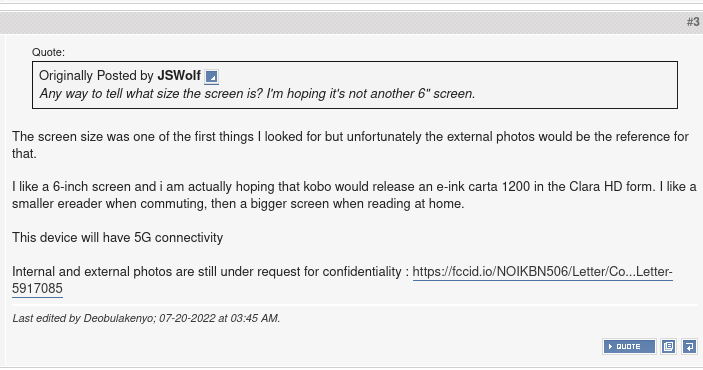 #3
Quote:
Originally Posted by JSWolf
Any way to tell what size the screen is? I'm hoping it's not another 6" screen.
The screen size was one of the first things I looked for but unfortunately the external photos would be the reference for
that.
I like a 6-inch screen and i am actually hoping that kobo would release an e-ink carta 1200 in the Clara HD form. I like a
smaller ereader when commuting, then a bigger screen when reading at home.
This device will have 5G connectivity
Internal and external photos are still under request for confidentiality : https://fccid.io/NOIKBN506/Letter/Co...Letter-
5917085
Last edited by Deobulakenyo; 07-20-2022 at 03:45 AM.
QUOTE